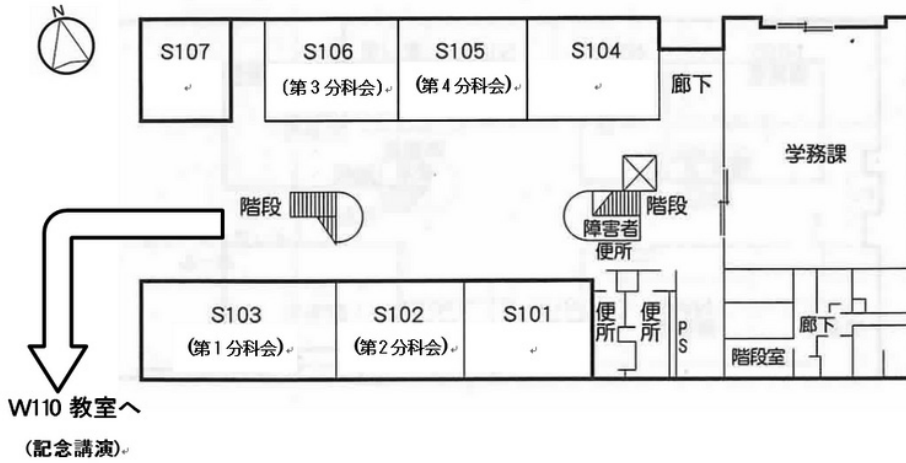 N
S107
S106
(第3分科会)
S105
(第4分科会)
S104
廊下
学務課
階段
階段
障害者
便所
S103
(第1分科会)
S102
(第2分科会)
S101
便所
便所
PS
廊下
階段室
W110 教室へ
(記念講演)